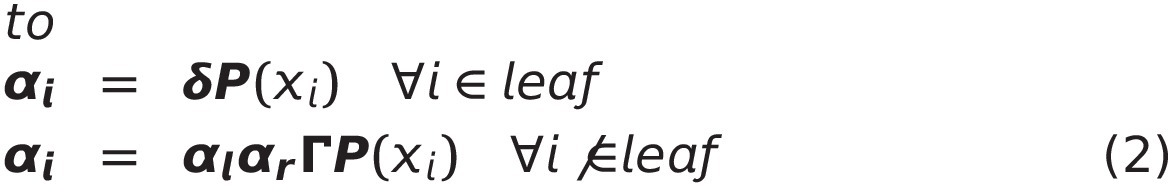 to
αᵢ = δP(xᵢ) ∀i ∈ leaf
αᵢ = αₗαᵣΓP(xᵢ) ∀i ∉ leaf (2)